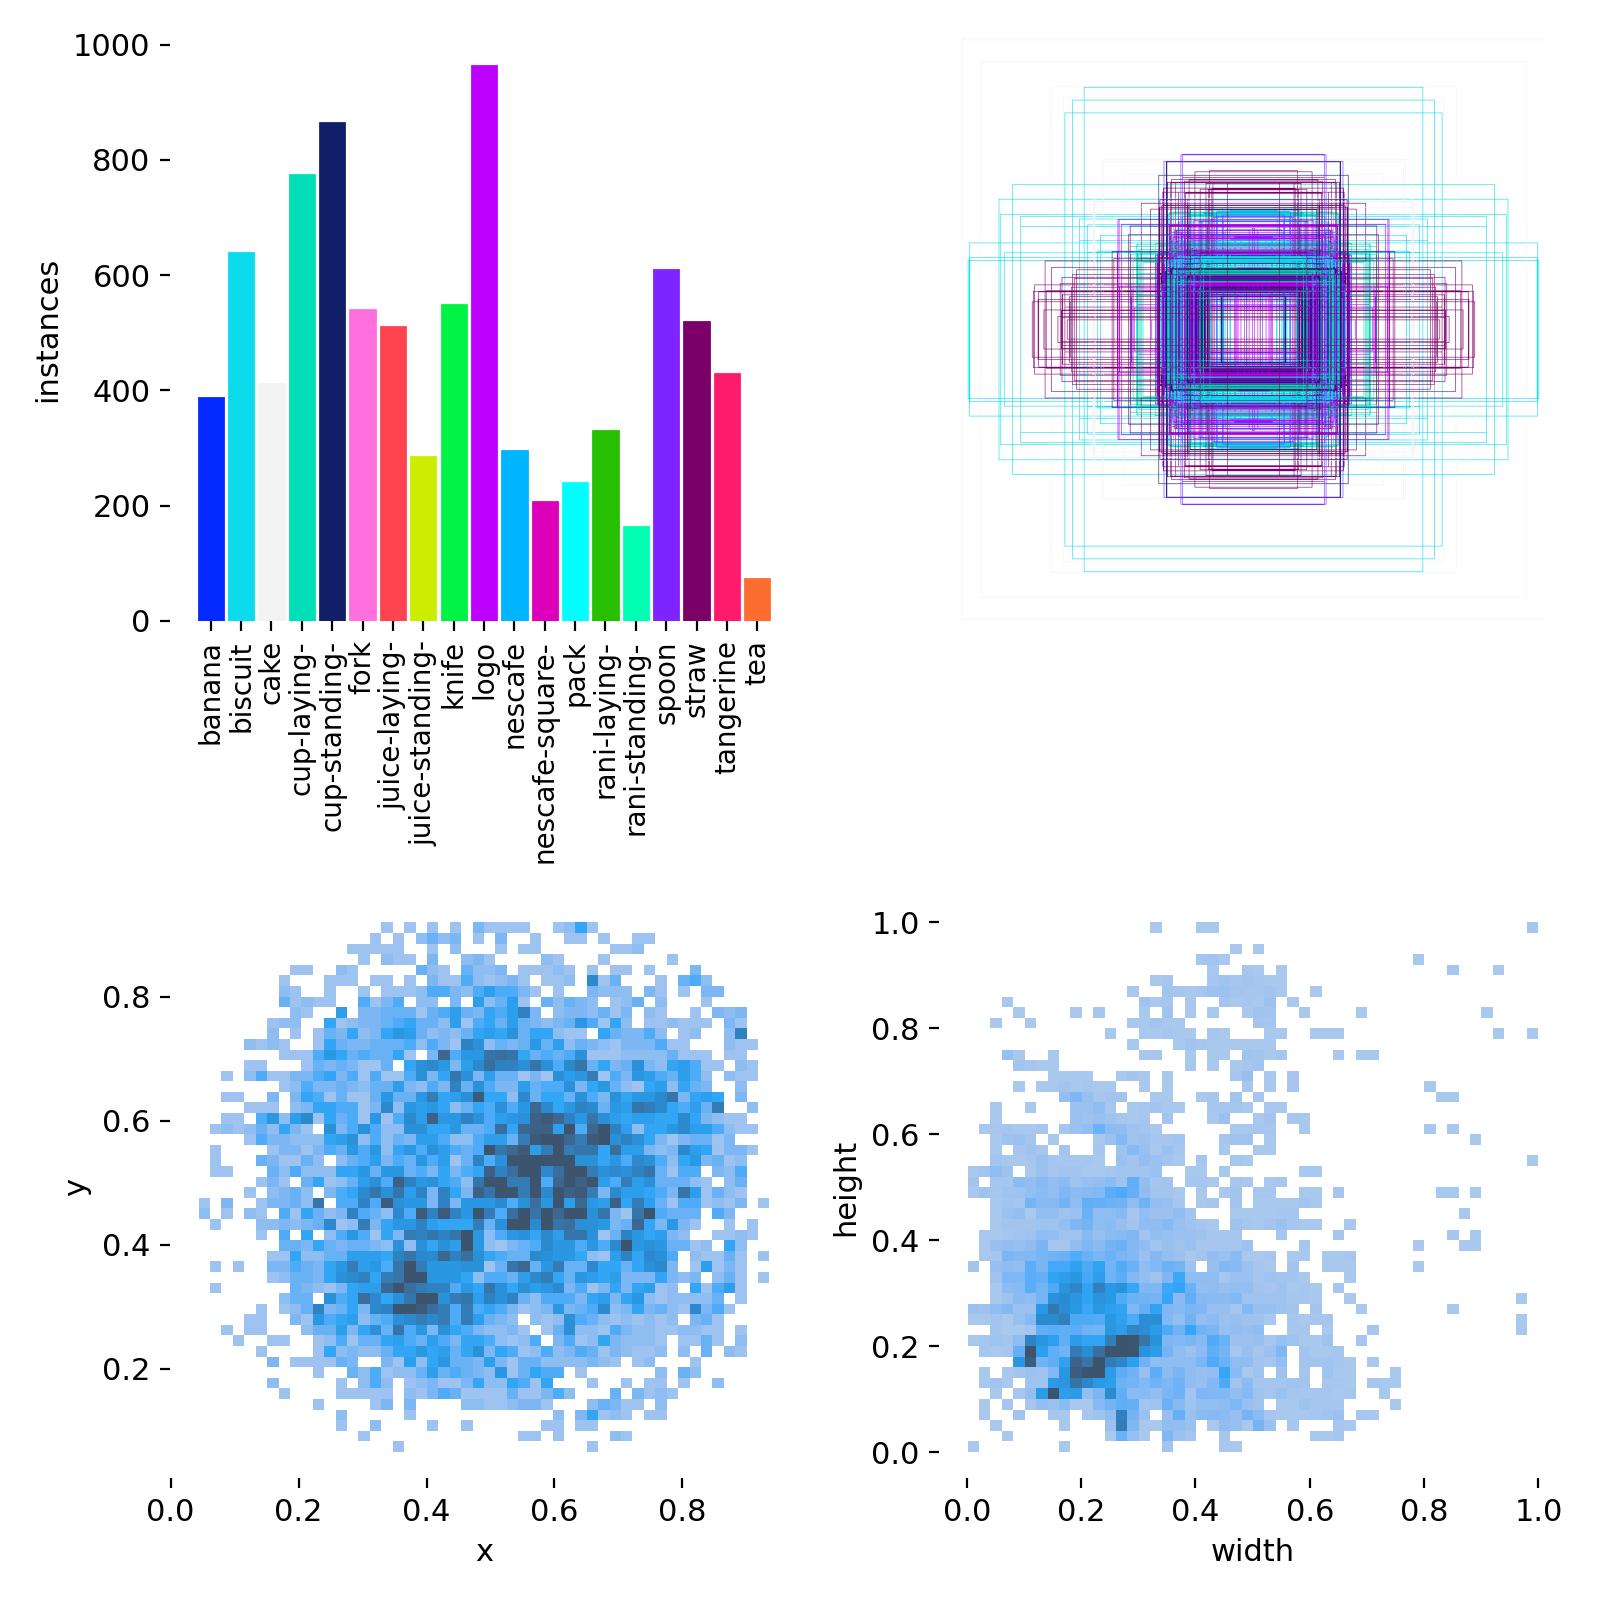 1000
800
600
400
200
0
instances
banana
biscuit
cake
cup-laying-
cup-standing-
fork
juice-laying-
juice-standing-
knife
logo
nescafe
nescafe-square-
pack
rani-laying-
rani-standing-
spoon
straw
tangerine
tea
0.8
0.6
0.4
0.2
y
0.0 0.2 0.4 0.6 0.8
x
1.0
0.8
0.6
0.4
0.2
0.0
height
0.0 0.2 0.4 0.6 0.8 1.0
width